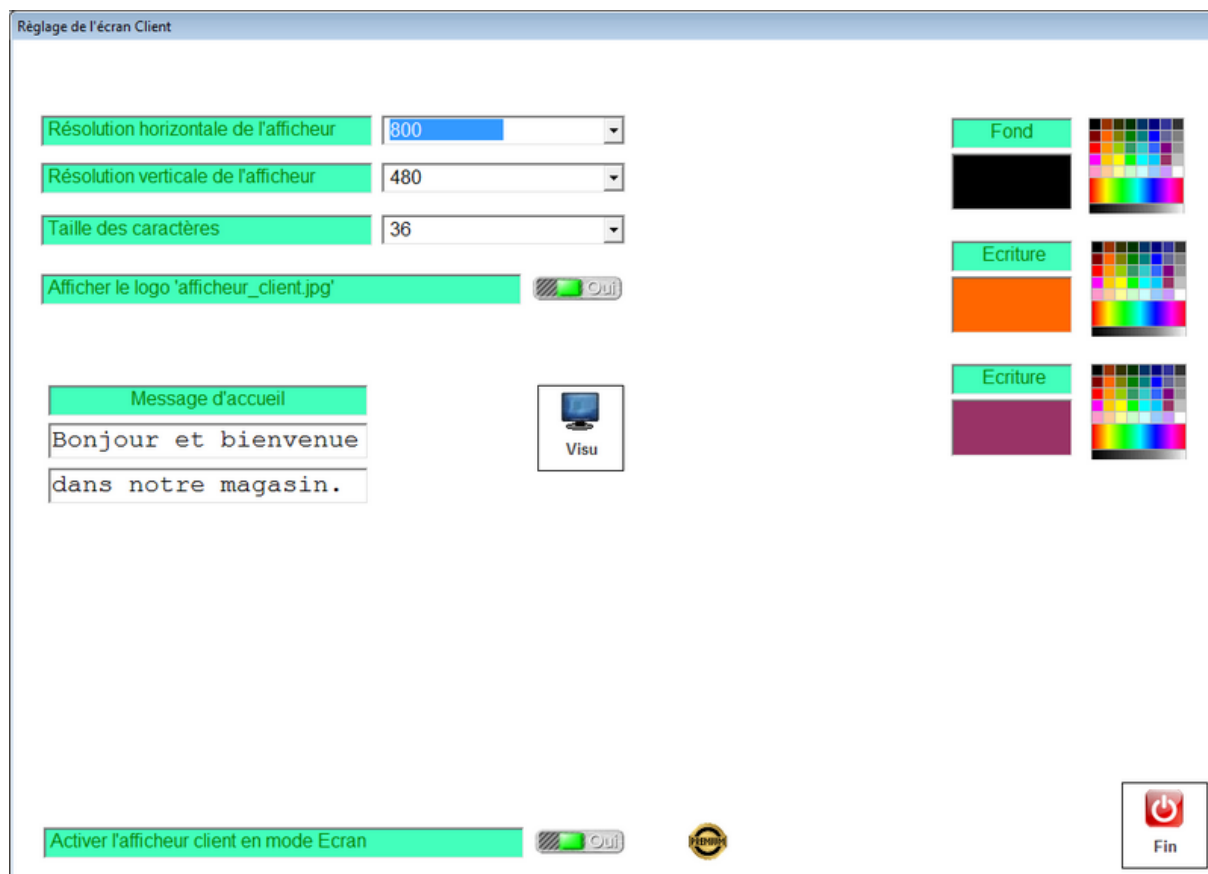 Règlage de l'écran Client
Résolution horizontale de l'afficheur 800
Fond
Résolution verticale de l'afficheur 480
Taille des caractères 36
Ecriture
Afficher le logo 'afficheur_client.jpg' Oui
Ecriture
Message d'accueil
Bonjour et bienvenue
Visu
dans notre magasin.
Activer l'afficheur client en mode Ecran Oui
PREMIUM
Fin